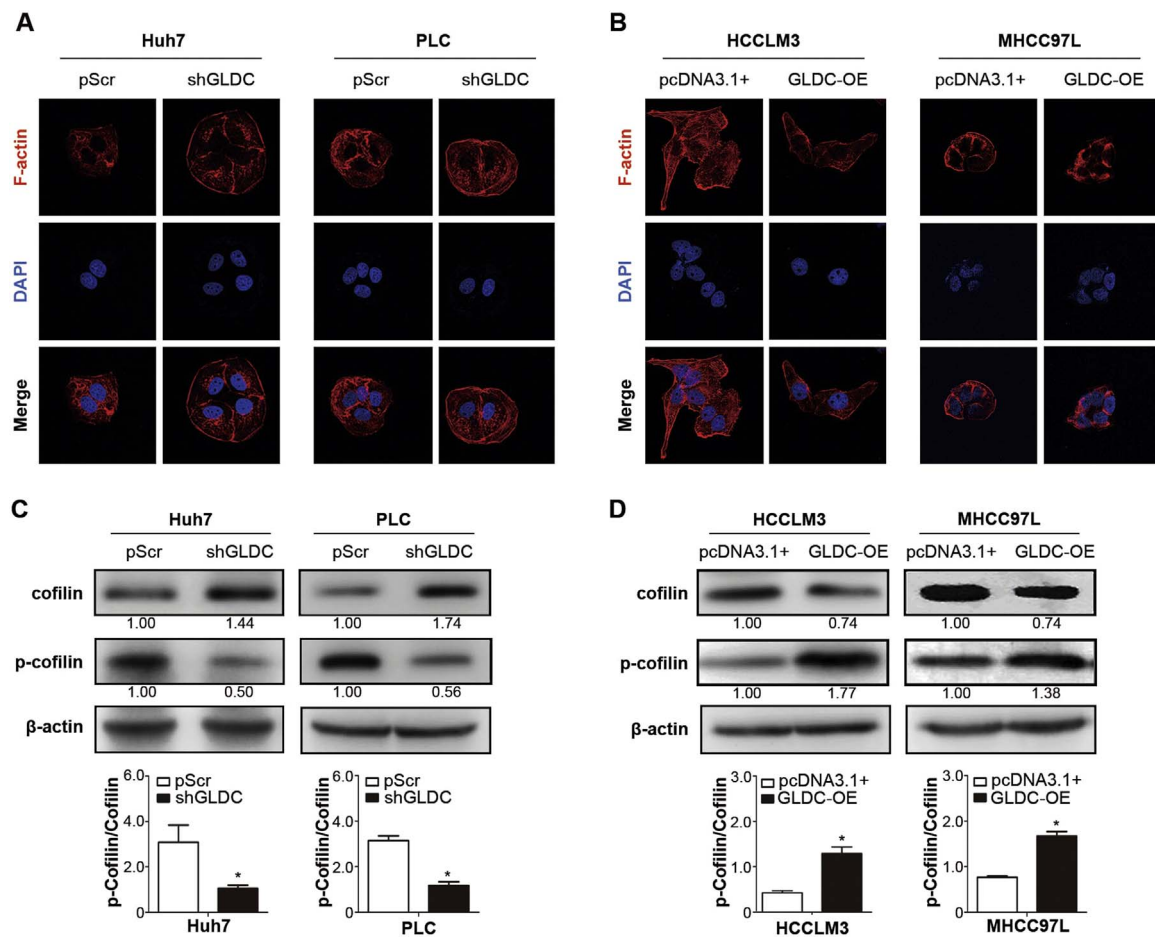 A
Huh7
PLC
pScr
shGLDC
pScr
shGLDC
F-actin
DAPI
Merge
B
HCCLM3
MHCC97L
pcDNA3.1+
GLDC-OE
pcDNA3.1+
GLDC-OE
F-actin
DAPI
Merge
C
Huh7
PLC
pScr
shGLDC
pScr
shGLDC
cofilin
1.00
1.44
1.00
1.74
p-cofilin
1.00
0.50
1.00
0.56
β-actin
p-Cofilin/Cofilin
6.0
4.0
2.0
0
pScr
shGLDC
*
Huh7
p-Cofilin/Cofilin
6.0
4.0
2.0
0
pScr
shGLDC
*
PLC
D
HCCLM3
MHCC97L
pcDNA3.1+
GLDC-OE
pcDNA3.1+
GLDC-OE
cofilin
1.00
0.74
1.00
0.74
p-cofilin
1.00
1.77
1.00
1.38
β-actin
p-Cofilin/Cofilin
3.0
2.0
1.0
0
pcDNA3.1+
GLDC-OE
*
HCCLM3
p-Cofilin/Cofilin
3.0
2.0
1.0
0
pcDNA3.1+
GLDC-OE
*
MHCC97L